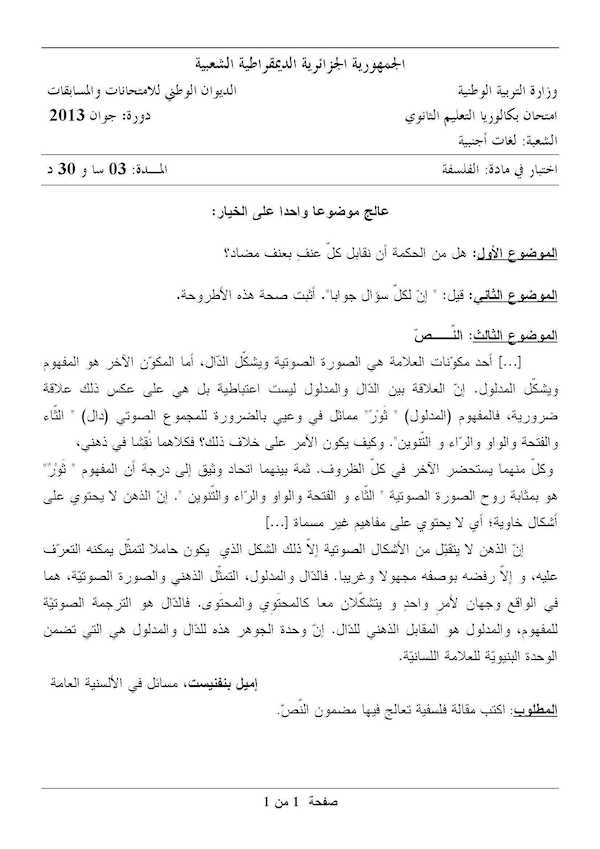 الجمهورية الجزائرية الديمقراطية الشعبية
وزارة التربية الوطنية الديوان الوطني للامتحانات والمسابقات
امتحان بكالوريا التعليم الثانوي دورة: جوان 2013
الشعبة: لغات أجنبية
اختبار في مادة: الفلسفة المـــدة: 03 سا و 30 د
عالج موضوعا واحدا على الخيار:
الموضوع الأول: هل من الحكمة أن نقابل كلّ عنفٍ بعنف مضاد؟
الموضوع الثاني: قيل: " إنّ لكلّ سؤال جوابا". أثبت صحة هذه الأطروحة.
الموضوع الثالث: النّـــــصّ
[...] أحد مكوّنات العلامة هي الصورة الصوتية ويشكّل الدّال، أما المكوّن الآخر هو المفهوم
ويشكّل المدلول. إنّ العلاقة بين الدّال والمدلول ليست اعتباطية بل هي على عكس ذلك علاقة
ضرورية، فالمفهوم (المدلول) " ثَورٌ" مماثل في وعيي بالضرورة للمجموع الصوتي (دال) " الثّاء
والفتحة والواو والرّاء و التّنوين". وكيف يكون الأمر على خلاف ذلك؟ فكلاهما نُقِشا في ذهني،
وكلّ منهما يستحضر الآخر في كلّ الظروف. ثمة بينهما اتحاد وثيق إلى درجة أن المفهوم " ثَوْرٌ"
هو بمثابة روح الصورة الصوتية " الثّاء و الفتحة والواو والرّاء والتّنوين ". إنّ الذهن لا يحتوي على
أشكال خاوية؛ أي لا يحتوي على مفاهيم غير مسماة [...]
إنّ الذهن لا يتقبّل من الأشكال الصوتية إلاّ ذلك الشكل الذي يكون حاملا لتمثّل يمكنه التعرّف
عليه، و إلاّ رفضه بوصفه مجهولا وغريبا. فالدّال والمدلول، التمثّل الذهني والصورة الصوتيّة، هما
في الواقع وجهان لأمرٍ واحدٍ و يتشكّلان معا كالمحتوِي والمحتوَى. فالدّال هو الترجمة الصوتيّة
للمفهوم، والمدلول هو المقابل الذهني للدّال. إنّ وحدة الجوهر هذه للدّال والمدلول هي التي تضمن
الوحدة البنيويّة للعلامة اللسانيّة.
إميل بنفنيست، مسائل في الألسنية العامة
المطلوب: اكتب مقالة فلسفية تعالج فيها مضمون النّصّ.
صفحة 1 من 1